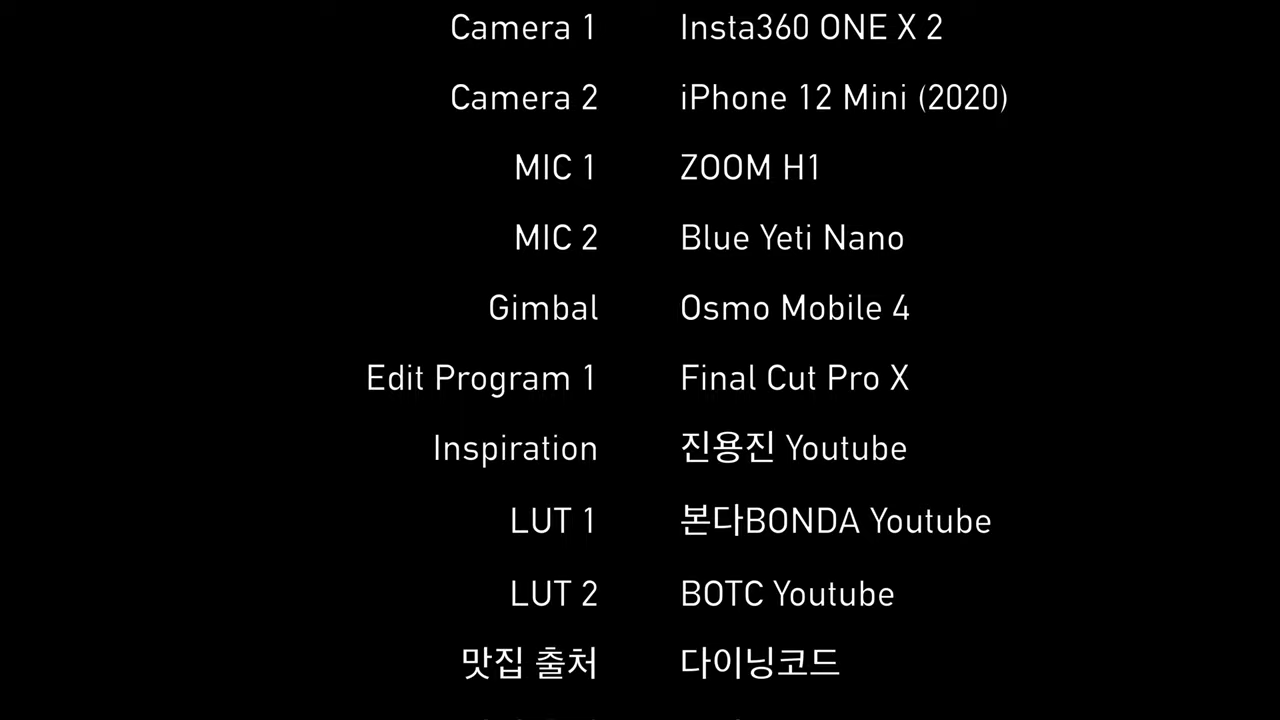 Camera 1 Insta360 ONE X 2
Camera 2 iPhone 12 Mini (2020)
MIC 1 ZOOM H1
MIC 2 Blue Yeti Nano
Gimbal Osmo Mobile 4
Edit Program 1 Final Cut Pro X
Inspiration 진용진 Youtube
LUT 1 본다BONDA Youtube
LUT 2 BOTC Youtube
맛집 출처 다이닝코드